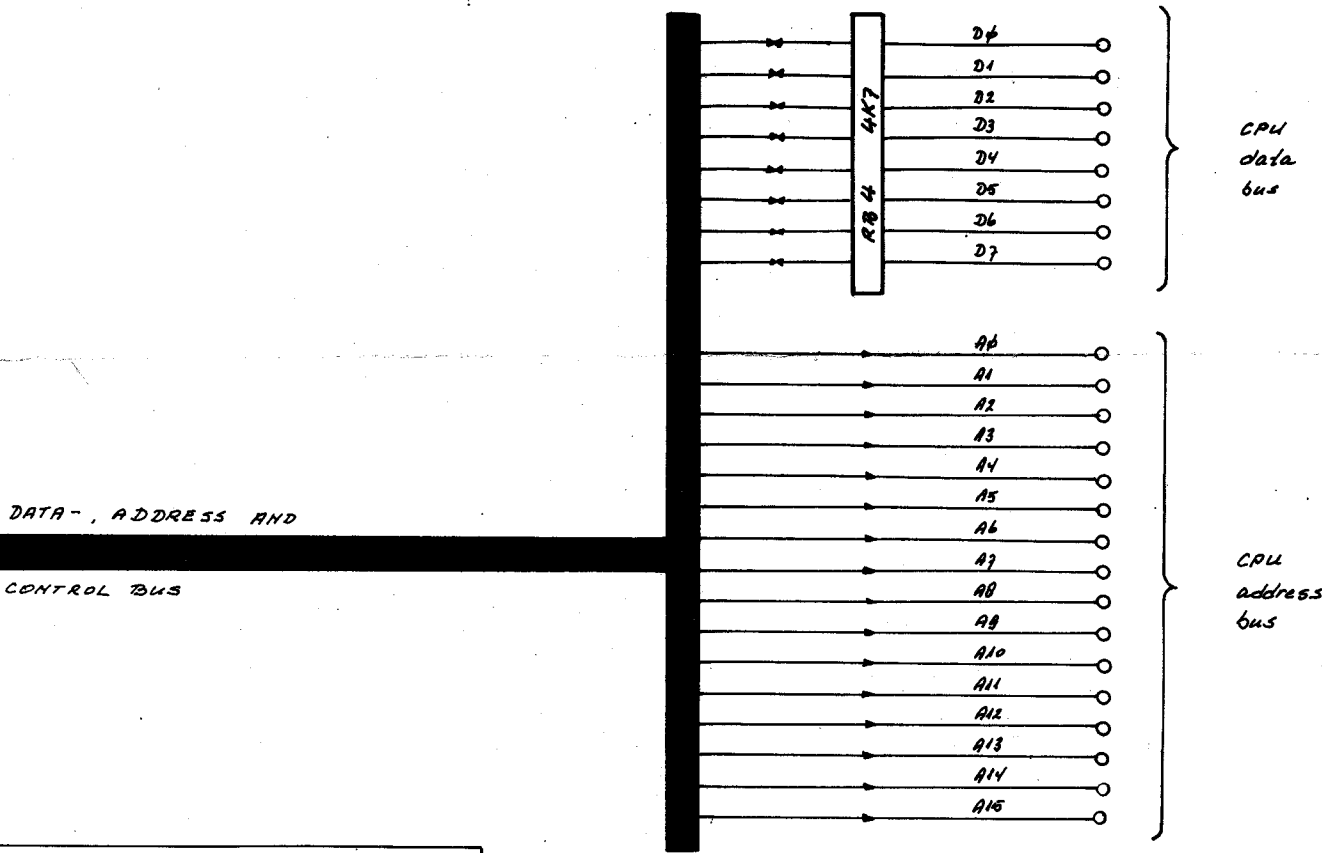 Dφ
D1
D2
D3
D4
D5
D6
D7
RB 4 4K7
CPU
data
bus
Aφ
A1
A2
A3
A4
A5
A6
A7
A8
A9
A10
A11
A12
A13
A14
A15
CPU
address
bus
DATA-, ADDRESS AND
CONTROL BUS